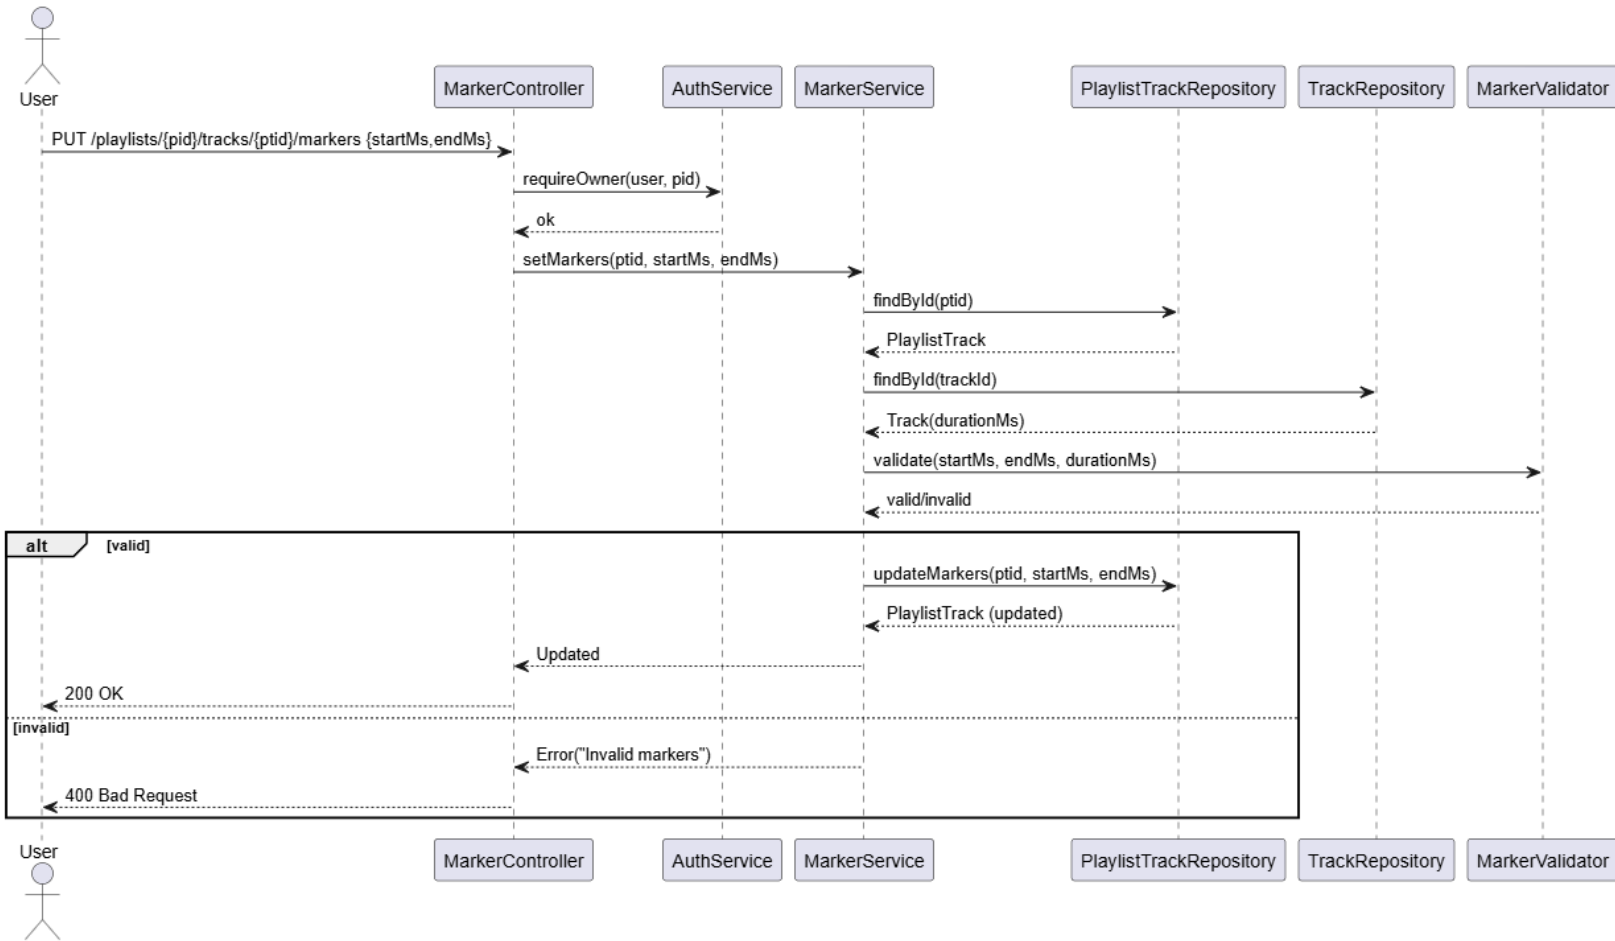 User
MarkerController
AuthService
MarkerService
PlaylistTrackRepository
TrackRepository
MarkerValidator
PUT /playlists/{pid}/tracks/{ptid}/markers {startMs,endMs}
requireOwner(user, pid)
ok
setMarkers(ptid, startMs, endMs)
findById(ptid)
PlaylistTrack
findById(trackId)
Track(durationMs)
validate(startMs, endMs, durationMs)
valid/invalid
alt [valid]
updateMarkers(ptid, startMs, endMs)
PlaylistTrack (updated)
Updated
200 OK
[invalid]
Error("Invalid markers")
400 Bad Request
User
MarkerController
AuthService
MarkerService
PlaylistTrackRepository
TrackRepository
MarkerValidator